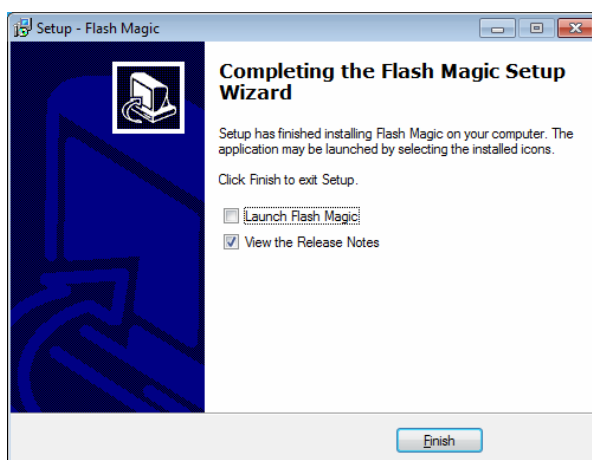 Setup - Flash Magic
Completing the Flash Magic Setup
Wizard
Setup has finished installing Flash Magic on your computer. The
application may be launched by selecting the installed icons.
Click Finish to exit Setup.
Launch Flash Magic
View the Release Notes
Finish